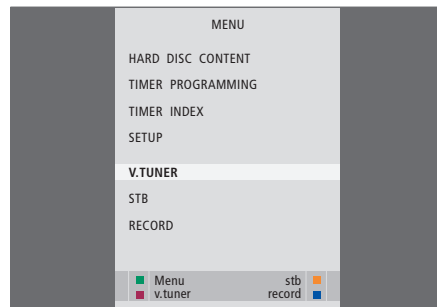 MENU
HARD DISC CONTENT
TIMER PROGRAMMING
TIMER INDEX
SETUP
V.TUNER
STB
RECORD
Menu stb
v.tuner record